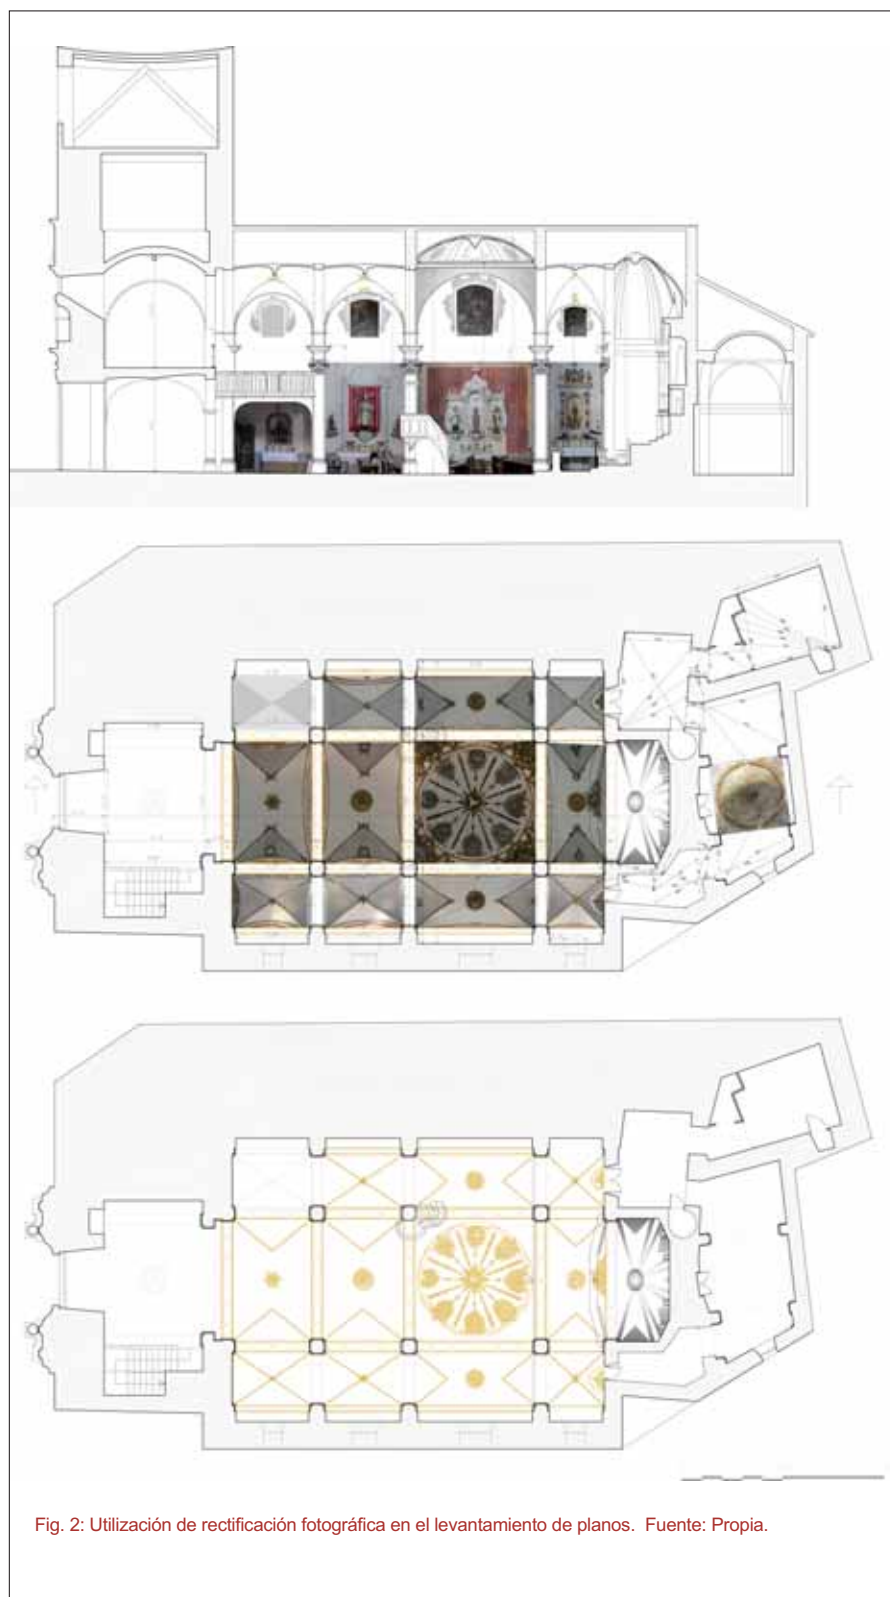 Fig. 2: Utilización de rectificación fotográfica en el levantamiento de planos. Fuente: Propia.